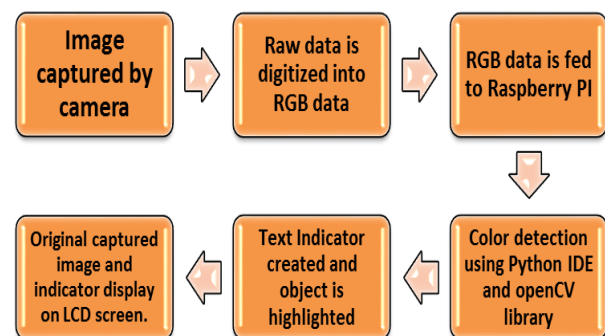 Image
captured by
camera
Raw data is
digitized into
RGB data
RGB data is fed
to Raspberry PI
Color detection
using Python IDE
and openCV
library
Text Indicator
created and
object is
highlighted
Original captured
image and
indicator display
on LCD screen.